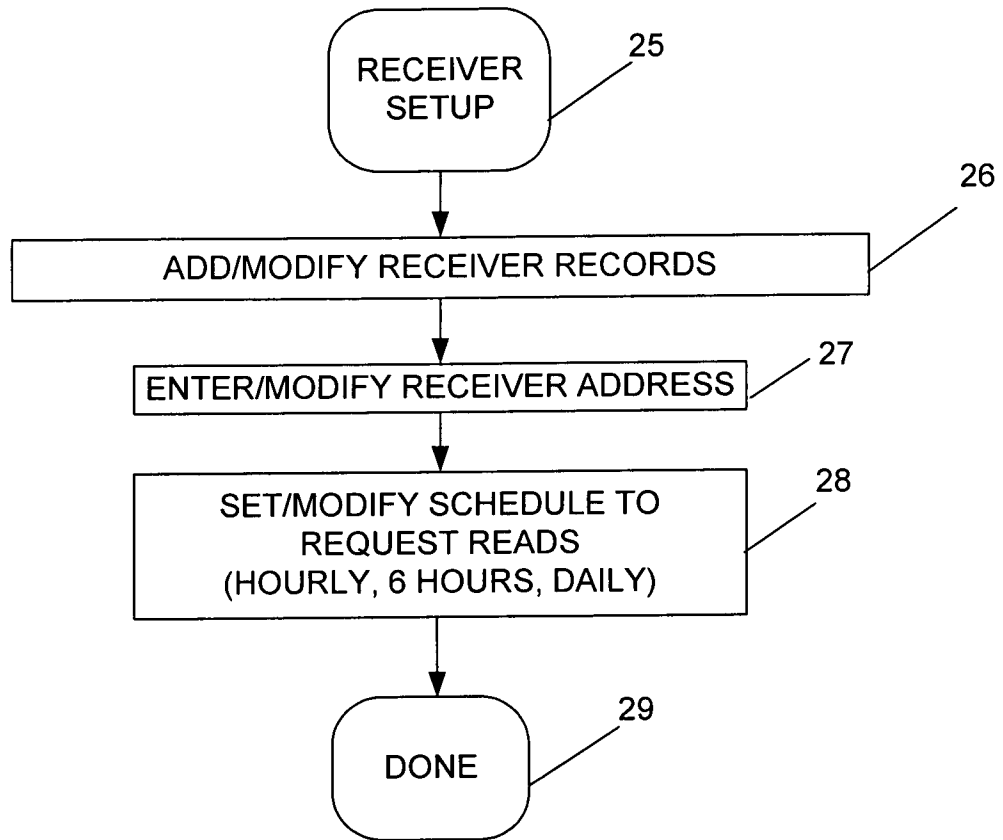 RECEIVER
SETUP
25
26
ADD/MODIFY RECEIVER RECORDS
27
ENTER/MODIFY RECEIVER ADDRESS
28
SET/MODIFY SCHEDULE TO
REQUEST READS
(HOURLY, 6 HOURS, DAILY)
29
DONE